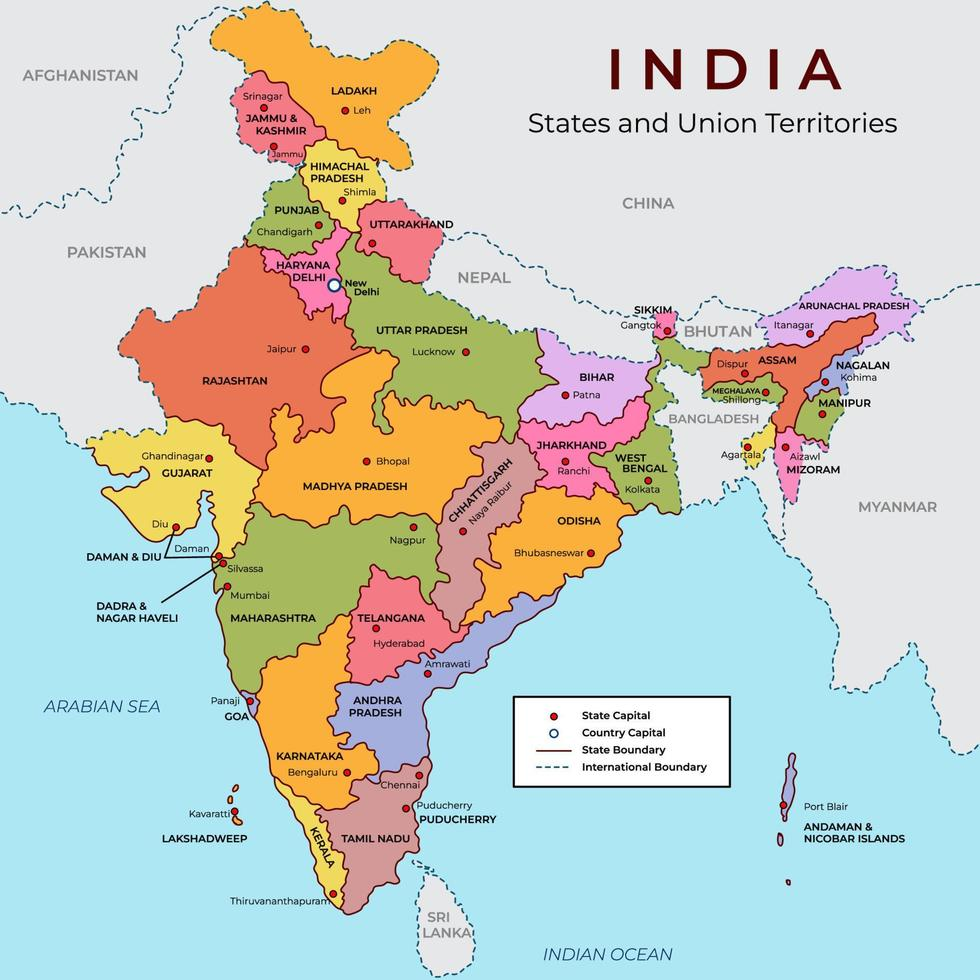 INDIA
States and Union Territories
AFGHANISTAN
PAKISTAN
CHINA
NEPAL
BHUTAN
BANGLADESH
MYANMAR
SRI
LANKA
ARABIAN SEA
INDIAN OCEAN
LADAKH
Leh
Srinagar
JAMMU &
KASHMIR
Jammu
HIMACHAL
PRADESH
Shimla
PUNJAB
Chandigarh
UTTARAKHAND
HARYANA
DELHI
New
Delhi
UTTAR PRADESH
Lucknow
Jaipur
RAJASHTAN
SIKKIM
Gangtok
ARUNACHAL PRADESH
Itanagar
ASSAM
Dispur
NAGALAN
Kohima
MEGHALAYA
Shillong
MANIPUR
Agartala
Aizawl
MIZORAM
BIHAR
Patna
JHARKHAND
Ranchi
WEST
BENGAL
Kolkata
Ghandinagar
GUJARAT
Diu
DAMAN & DIU
Daman
Silvassa
DADRA &
NAGAR HAVELI
Bhopal
MADHYA PRADESH
CHHATTISGARH
Naya Raibur
ODISHA
Bhubasneswar
Nagpur
Mumbai
MAHARASHTRA
TELANGANA
Hyderabad
Amrawati
ANDHRA
PRADESH
Panaji
GOA
KARNATAKA
Bengaluru
Chennai
Puducherry
PUDUCHERRY
TAMIL NADU
KERALA
Thiruvananthapuram
Kavaratti
LAKSHADWEEP
Port Blair
ANDAMAN &
NICOBAR ISLANDS
State Capital
Country Capital
State Boundary
International Boundary